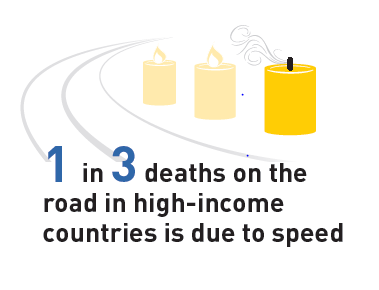 1 in 3 deaths on the
road in high-income
countries is due to speed